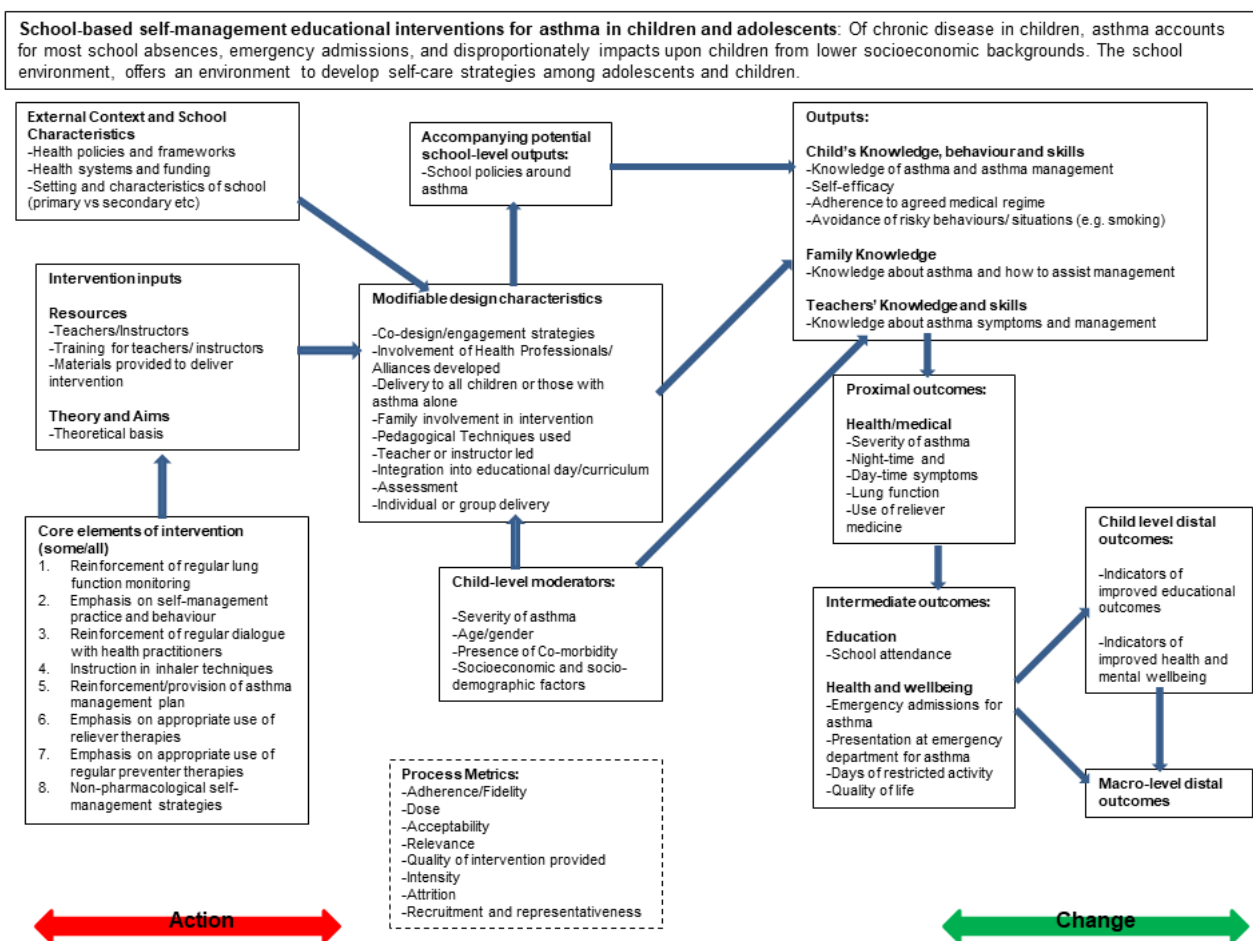 School-based self-management educational interventions for asthma in children and adolescents: Of chronic disease in children, asthma accounts
for most school absences, emergency admissions, and disproportionately impacts upon children from lower socioeconomic backgrounds. The school
environment, offers an environment to develop self-care strategies among adolescents and children.
External Context and School
Characteristics
-Health policies and frameworks
-Health systems and funding
-Setting and characteristics of school
(primary vs secondary etc)
Accompanying potential
school-level outputs:
-School policies around
asthma
Outputs:
Child's Knowledge, behaviour and skills
-Knowledge of asthma and asthma management
-Self-efficacy
-Adherence to agreed medical regime
-Avoidance of risky behaviours/ situations (e.g. smoking)
Family Knowledge
-Knowledge about asthma and how to assist management
Teachers' Knowledge and skills
-Knowledge about asthma symptoms and management
Intervention inputs
Resources
-Teachers/Instructors
-Training for teachers/ instructors
-Materials provided to deliver
intervention
Theory and Aims
-Theoretical basis
Modifiable design characteristics
-Co-design/engagement strategies
-Involvement of Health Professionals/
Alliances developed
-Delivery to all children or those with
asthma alone
-Family involvement in intervention
-Pedagogical Techniques used
-Teacher or instructor led
-Integration into educational day/curriculum
-Assessment
-Individual or group delivery
Proximal outcomes:
Health/medical
-Severity of asthma
-Night-time and
-Day-time symptoms
-Lung function
-Use of reliever
medicine
Core elements of intervention
(some/all)
1. Reinforcement of regular lung
function monitoring
2. Emphasis on self-management
practice and behaviour
3. Reinforcement of regular dialogue
with health practitioners
4. Instruction in inhaler techniques
5. Reinforcement/provision of asthma
management plan
6. Emphasis on appropriate use of
reliever therapies
7. Emphasis on appropriate use of
regular preventer therapies
8. Non-pharmacological self-
management strategies
Child-level moderators:
-Severity of asthma
-Age/gender
-Presence of Co-morbidity
-Socioeconomic and socio-
demographic factors
Intermediate outcomes:
Education
-School attendance
Health and wellbeing
-Emergency admissions for
asthma
-Presentation at emergency
department for asthma
-Days of restricted activity
-Quality of life
Child level distal
outcomes:
-Indicators of
improved educational
outcomes
-Indicators of
improved health and
mental wellbeing
Macro-level distal
outcomes
Process Metrics:
-Adherence/Fidelity
-Dose
-Acceptability
-Relevance
-Quality of intervention provided
-Intensity
-Attrition
-Recruitment and representativeness
Action
Change